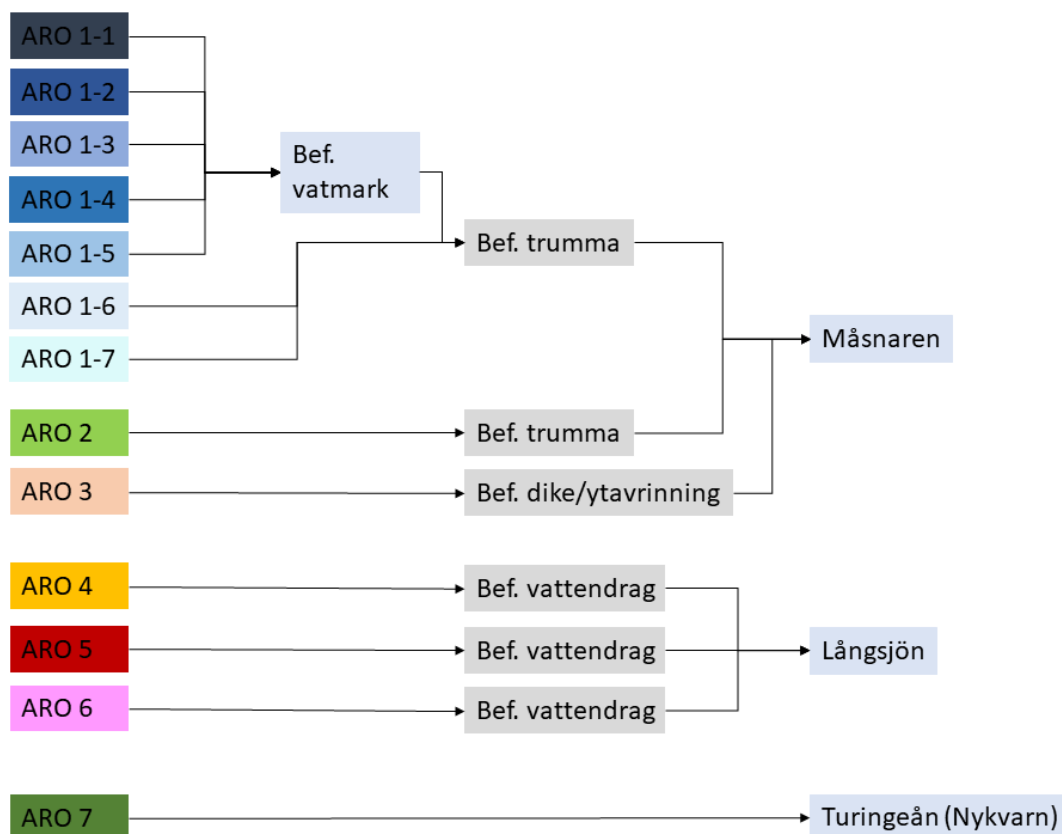 ARO 1-1
ARO 1-2
ARO 1-3
ARO 1-4
ARO 1-5
ARO 1-6
ARO 1-7
ARO 2
ARO 3
ARO 4
ARO 5
ARO 6
ARO 7
Bef.
vatmark
Bef. trumma
Bef. trumma
Bef. dike/ytavrinning
Bef. vattendrag
Bef. vattendrag
Bef. vattendrag
Måsnaren
Långsjön
Turingeån (Nykvarn)